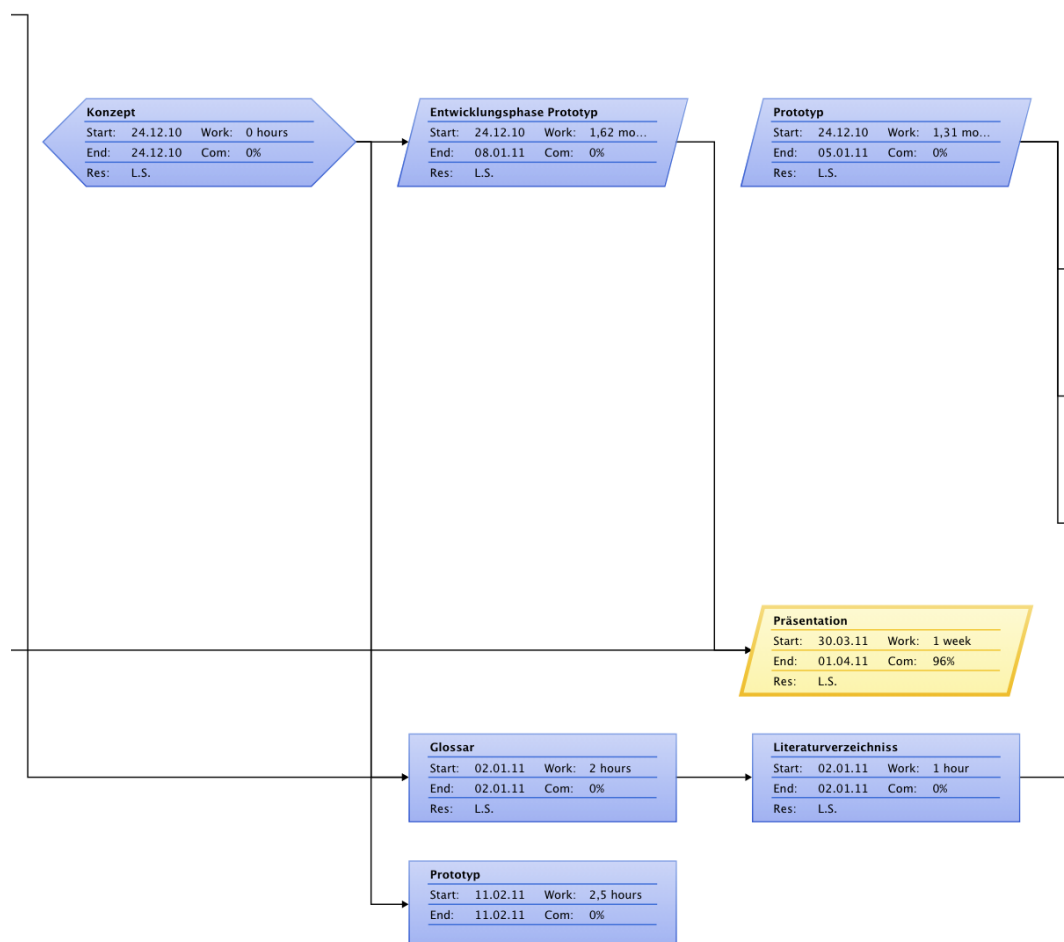 Konzept
Start: 24.12.10 Work: 0 hours
End: 24.12.10 Com: 0%
Res: L.S.
Entwicklungsphase Prototyp
Start: 24.12.10 Work: 1,62 mo...
End: 08.01.11 Com: 0%
Res: L.S.
Prototyp
Start: 24.12.10 Work: 1,31 mo...
End: 05.01.11 Com: 0%
Res: L.S.
Präsentation
Start: 30.03.11 Work: 1 week
End: 01.04.11 Com: 96%
Res: L.S.
Glossar
Start: 02.01.11 Work: 2 hours
End: 02.01.11 Com: 0%
Res: L.S.
Literaturverzeichniss
Start: 02.01.11 Work: 1 hour
End: 02.01.11 Com: 0%
Res: L.S.
Prototyp
Start: 11.02.11 Work: 2,5 hours
End: 11.02.11 Com: 0%